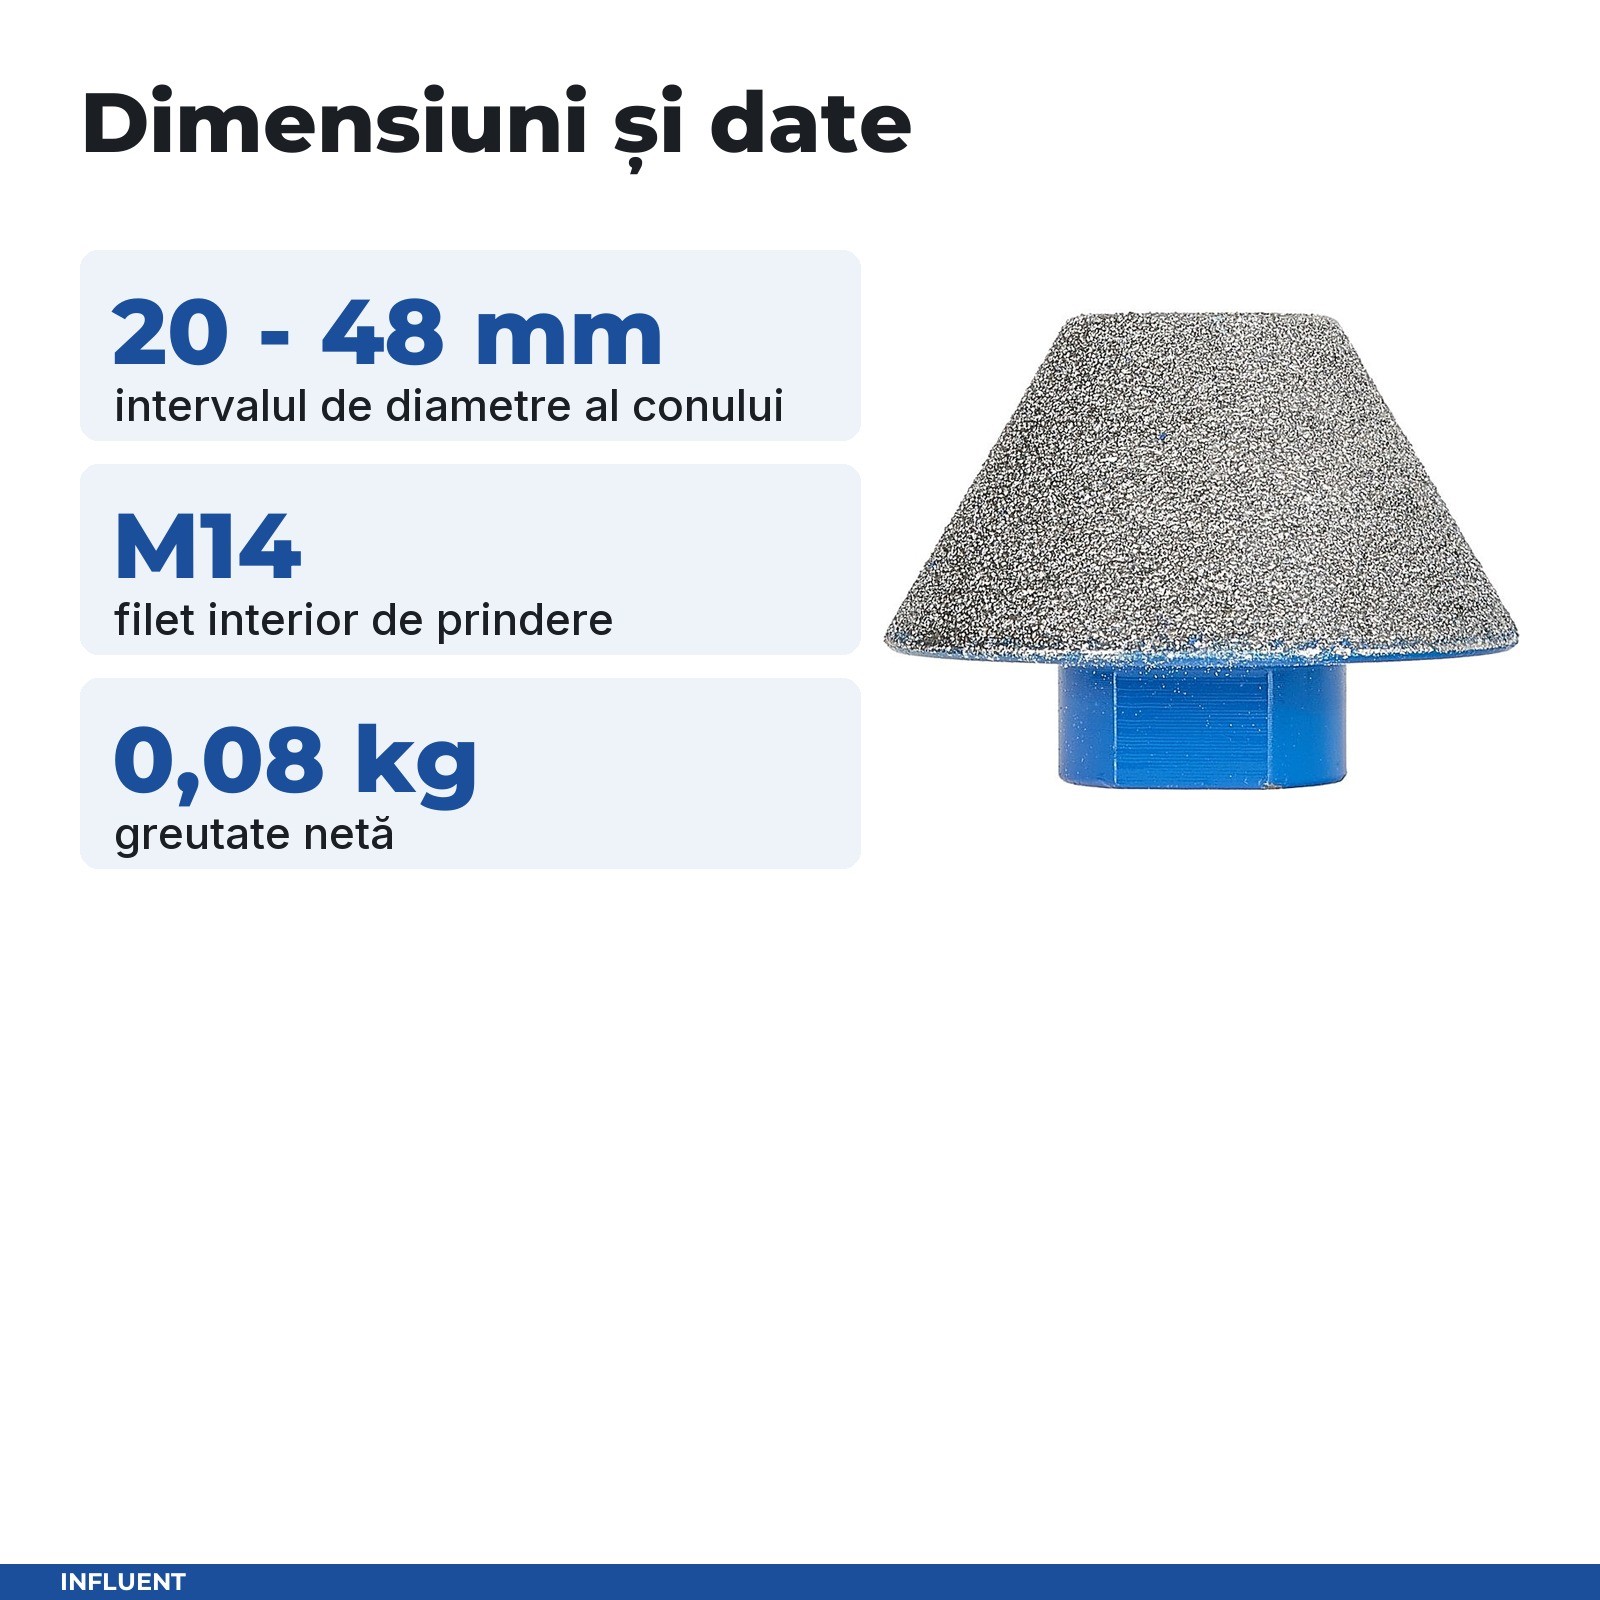 Dimensiuni și date
20 - 48 mm
intervalul de diametre al conului
M14
filet interior de prindere
0,08 kg
greutate netă
INFLUENT